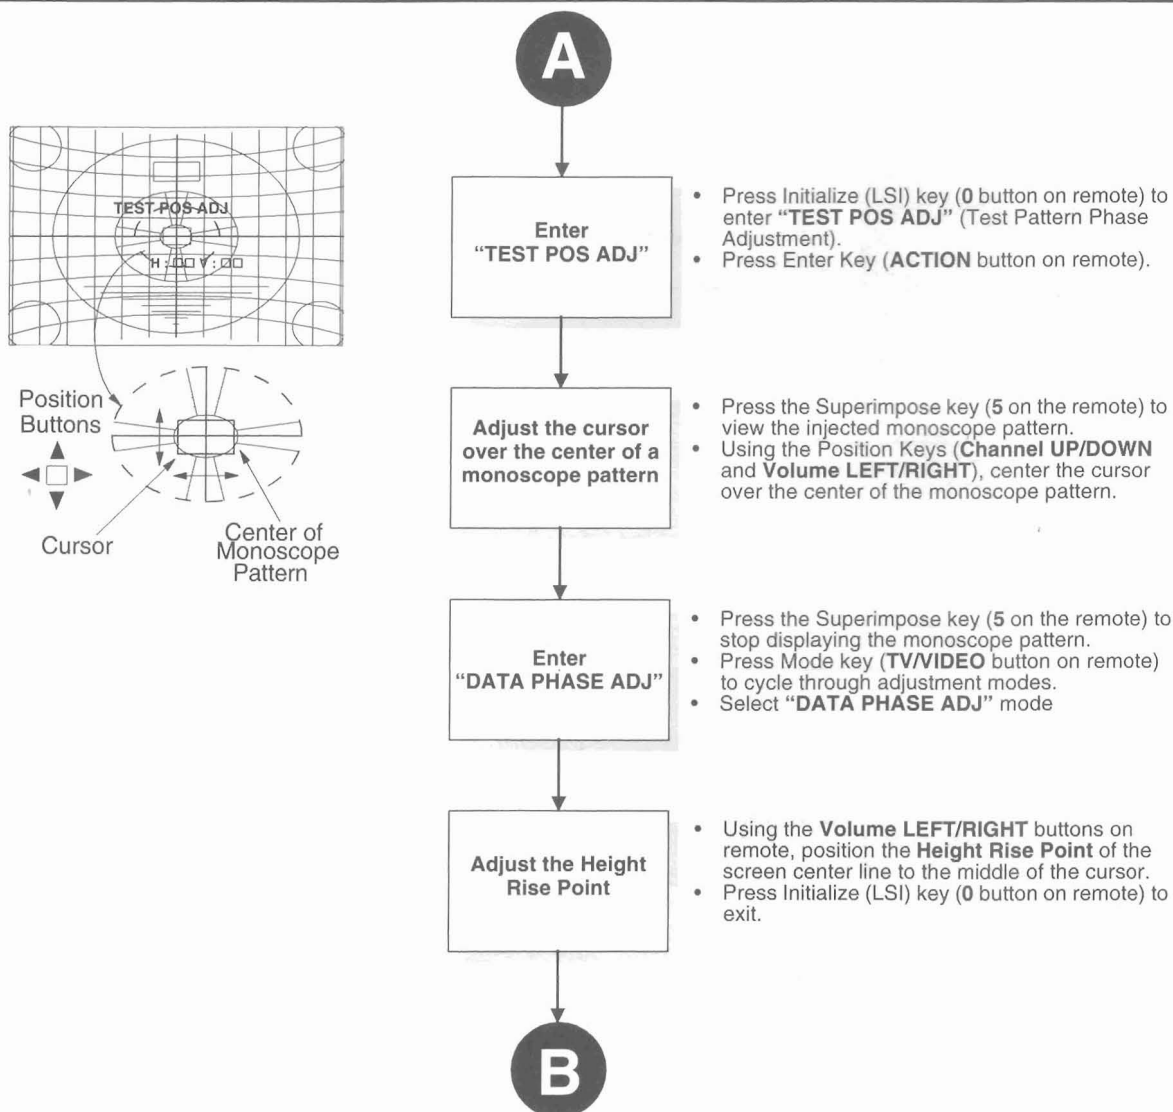 A
TEST POS ADJ
H:□□ V:□□
Position
Buttons
Cursor
Center of
Monoscope
Pattern
Enter
“TEST POS ADJ”
• Press Initialize (LSI) key (0 button on remote) to
enter “TEST POS ADJ” (Test Pattern Phase
Adjustment).
• Press Enter Key (ACTION button on remote).
Adjust the cursor
over the center of a
monoscope pattern
• Press the Superimpose key (5 on the remote) to
view the injected monoscope pattern.
• Using the Position Keys (Channel UP/DOWN
and Volume LEFT/RIGHT), center the cursor
over the center of the monoscope pattern.
Enter
“DATA PHASE ADJ”
• Press the Superimpose key (5 on the remote) to
stop displaying the monoscope pattern.
• Press Mode key (TV/VIDEO button on remote)
to cycle through adjustment modes.
• Select “DATA PHASE ADJ” mode
Adjust the Height
Rise Point
• Using the Volume LEFT/RIGHT buttons on
remote, position the Height Rise Point of the
screen center line to the middle of the cursor.
• Press Initialize (LSI) key (0 button on remote) to
exit.
B